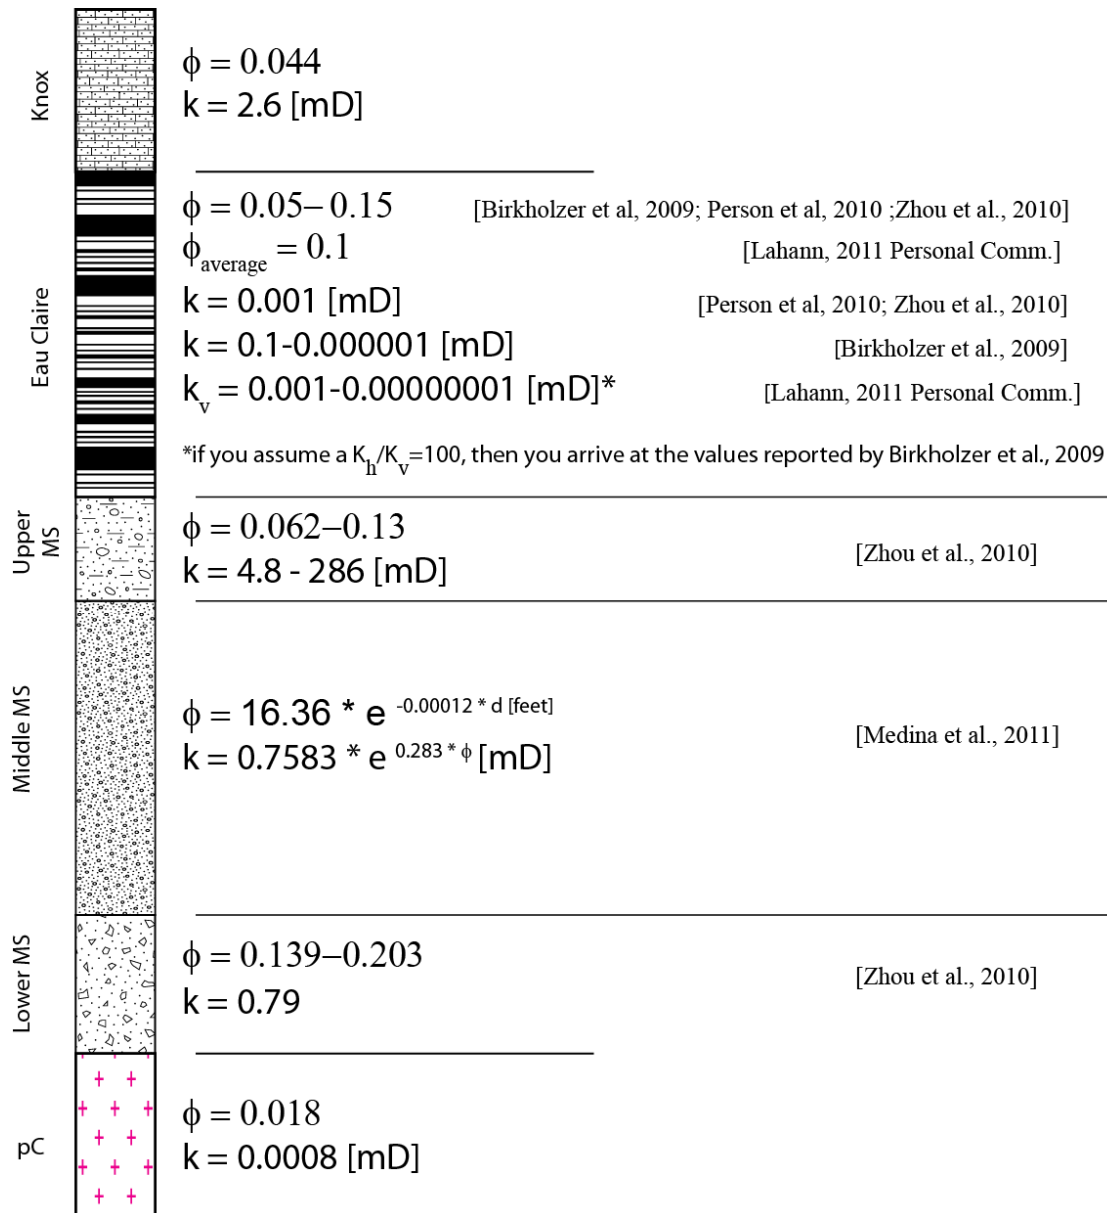 Knox
ϕ = 0.044
k = 2.6 [mD]
Eau Claire
ϕ = 0.05– 0.15 [Birkholzer et al, 2009; Person et al, 2010 ;Zhou et al., 2010]
ϕaverage = 0.1 [Lahann, 2011 Personal Comm.]
k = 0.001 [mD] [Person et al, 2010; Zhou et al., 2010]
k = 0.1-0.000001 [mD] [Birkholzer et al., 2009]
kv = 0.001-0.00000001 [mD]* [Lahann, 2011 Personal Comm.]
*if you assume a Kh/Kv=100, then you arrive at the values reported by Birkholzer et al., 2009
Upper
MS
ϕ = 0.062–0.13
k = 4.8 - 286 [mD]
[Zhou et al., 2010]
Middle MS
ϕ = 16.36 * e -0.00012 * d [feet]
k = 0.7583 * e 0.283 * ϕ [mD]
[Medina et al., 2011]
Lower MS
ϕ = 0.139–0.203
k = 0.79
[Zhou et al., 2010]
pC
ϕ = 0.018
k = 0.0008 [mD]